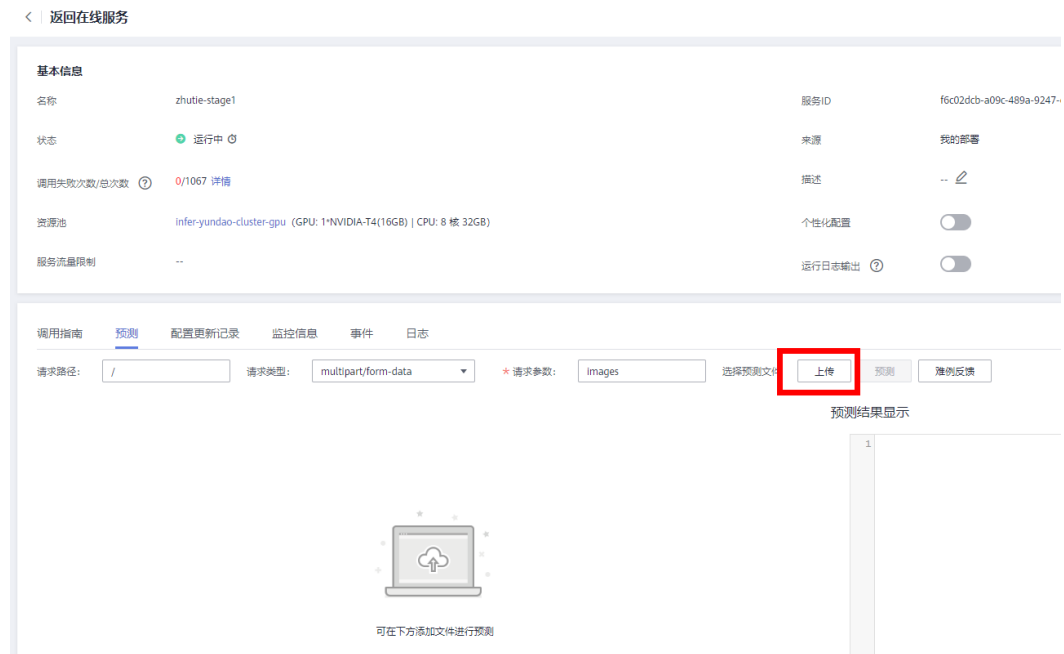 返回在线服务
基本信息
名称 zhutie-stage1 服务ID f6c02dcb-a09c-489a-9247-
状态 运行中 来源 我的部署
调用失败次数/总次数 ? 0/1067 详情 描述 --
资源池 infer-yundao-cluster-gpu (GPU: 1*NVIDIA-T4(16GB) | CPU: 8 核 32GB) 个性化配置
服务流量限制 -- 运行日志输出 ?
调用指南 预测 配置更新记录 监控信息 事件 日志
请求路径: / 请求类型: multipart/form-data * 请求参数: images 选择预测文件 上传 预测 难例反馈
预测结果显示
1
可在下方添加文件进行预测